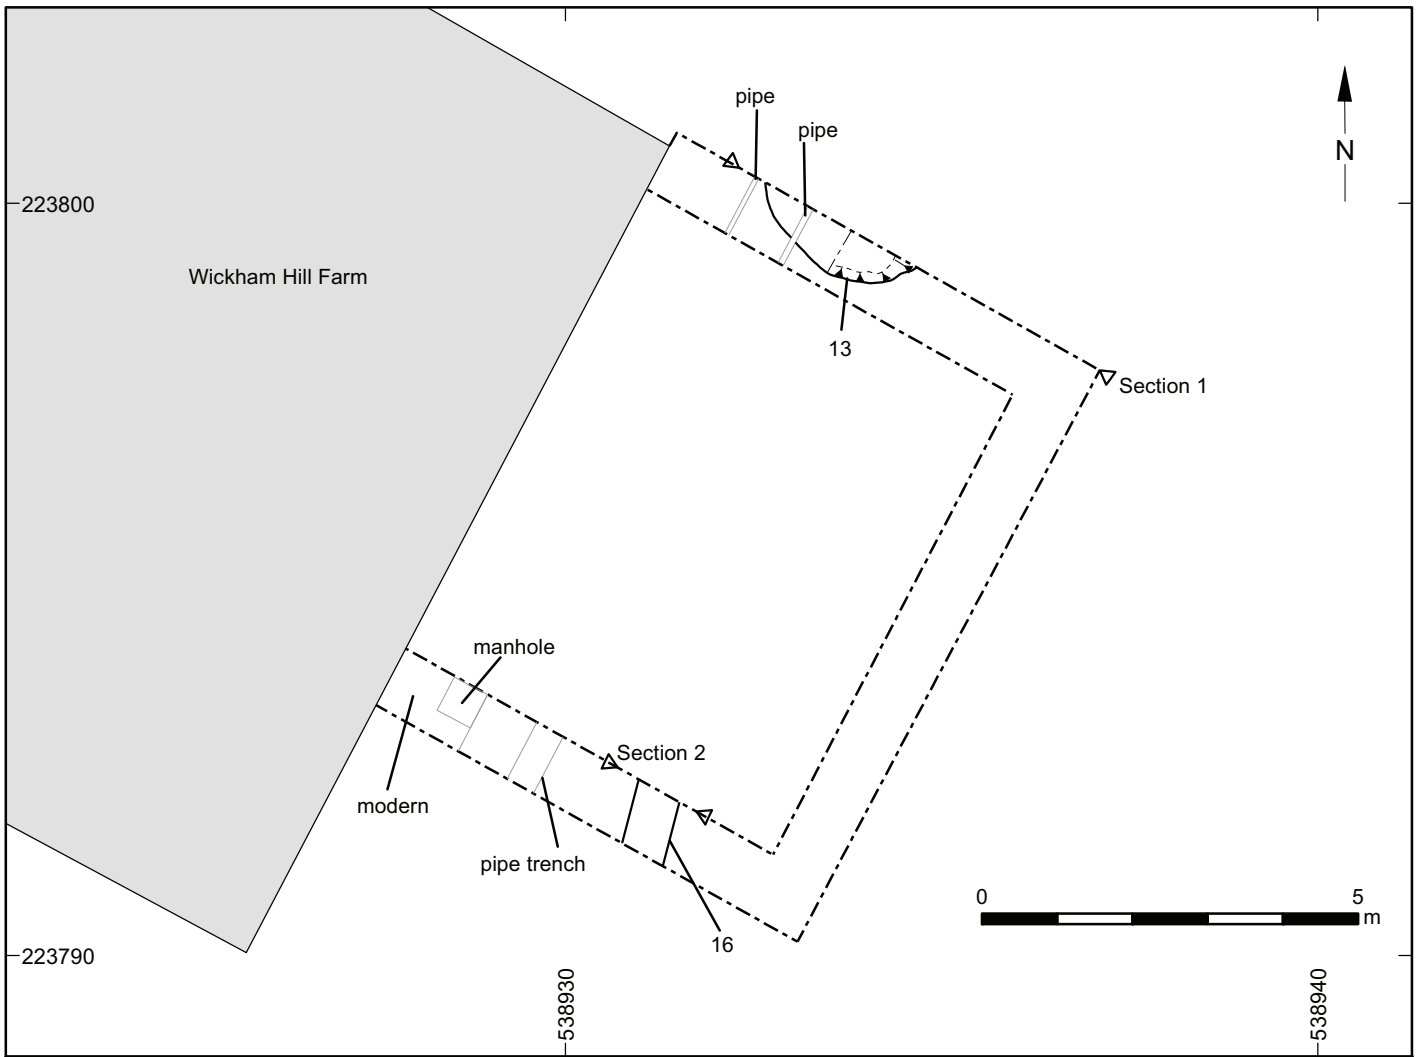 pipe
pipe
N
223800
Wickham Hill Farm
13
Section 1
manhole
Section 2
modern
pipe trench
0 5
m
16
223790
538930
538940